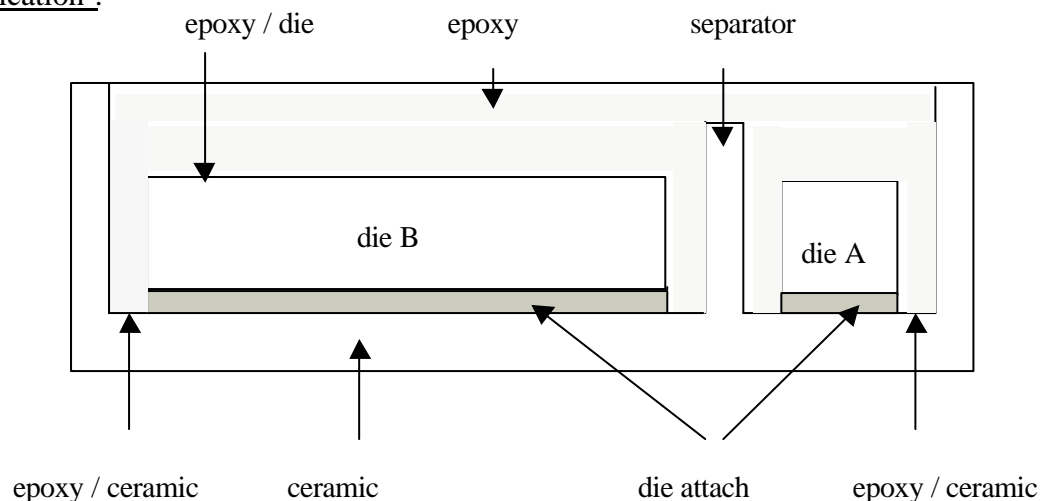 epoxy / die epoxy separator
die B
die A
epoxy / ceramic ceramic die attach epoxy / ceramic